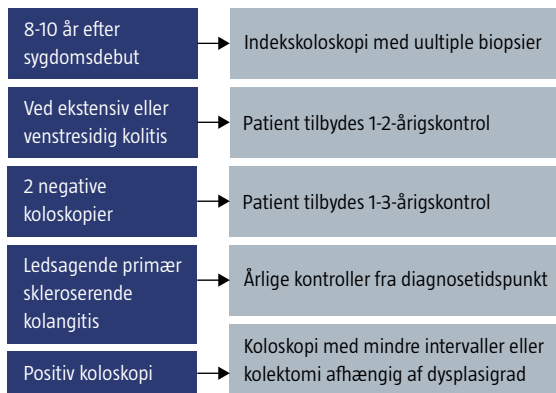 8-10 år efter
sygdomsdebut
Indekskoloskopi med uultiple biopsier
Ved ekstensiv eller
venstresidig kolitis
Patient tilbydes 1-2-årigskontrol
2 negative
koloskopier
Patient tilbydes 1-3-årigskontrol
Ledsagende primær
skleroserende
kolangitis
Årlige kontroller fra diagnosetidspunkt
Positiv koloskopi
Koloskopi med mindre intervaller eller
kolektomi afhængig af dysplasigrad